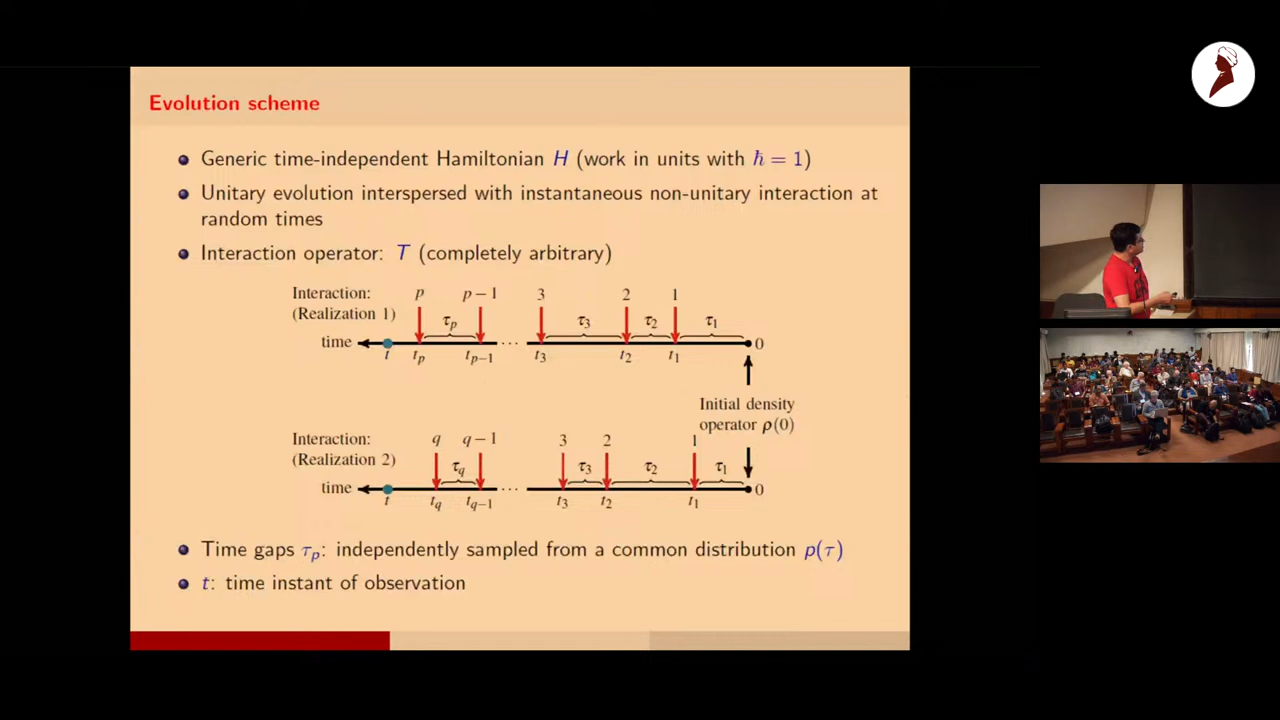 Evolution scheme
Generic time-independent Hamiltonian H (work in units with ħ = 1)
Unitary evolution interspersed with instantaneous non-unitary interaction at
random times
Interaction operator: T (completely arbitrary)
Interaction: p p−1 3 2 1
(Realization 1) τp τ3 τ2 τ1
time 0
t tp tp−1 ··· t3 t2 t1
Initial density
operator ρ(0)
Interaction: q q−1 3 2 1
(Realization 2) τq τ3 τ2 τ1
time 0
t tq tq−1 ··· t3 t2 t1
Time gaps τp: independently sampled from a common distribution p(τ)
t: time instant of observation